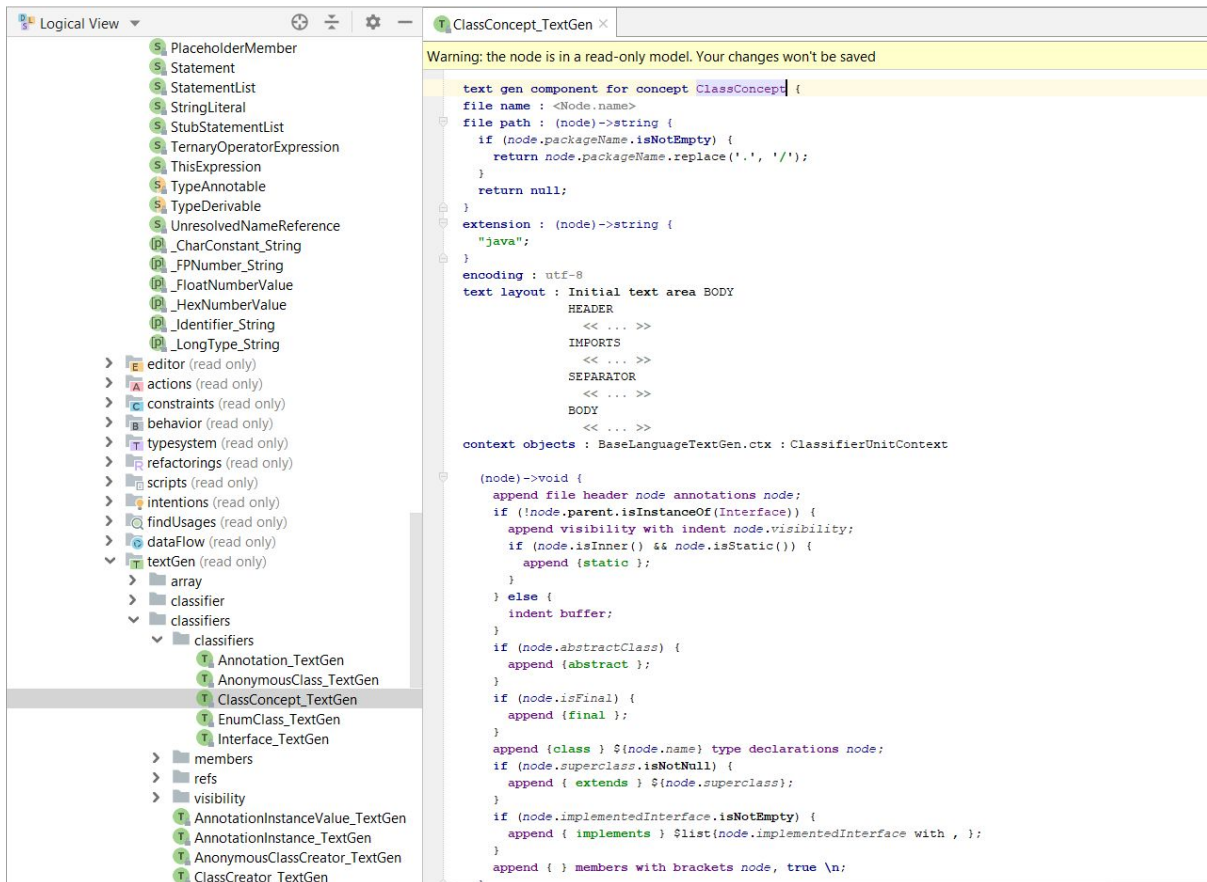 Logical View
PlaceholderMember
Statement
StatementList
StringLiteral
StubStatementList
TernaryOperatorExpression
ThisExpression
TypeAnnotable
TypeDerivable
UnresolvedNameReference
_CharConstant_String
_FPNumber_String
_FloatNumberValue
_HexNumberValue
_Identifier_String
_LongType_String
editor (read only)
actions (read only)
constraints (read only)
behavior (read only)
typesystem (read only)
refactorings (read only)
scripts (read only)
intentions (read only)
findUsages (read only)
dataFlow (read only)
textGen (read only)
array
classifier
classifiers
classifiers
Annotation_TextGen
AnonymousClass_TextGen
ClassConcept_TextGen
EnumClass_TextGen
Interface_TextGen
members
refs
visibility
AnnotationInstanceValue_TextGen
AnnotationInstance_TextGen
AnonymousClassCreator_TextGen
ClassCreator_TextGen
ClassConcept_TextGen
Warning: the node is in a read-only model. Your changes won't be saved
text gen component for concept ClassConcept {
file name : <Node.name>
file path : (node)->string {
if (node.packageName.isNotEmpty) {
return node.packageName.replace('.', '/');
}
return null;
}
extension : (node)->string {
"java";
}
encoding : utf-8
text layout : Initial text area BODY
HEADER
<< ... >>
IMPORTS
<< ... >>
SEPARATOR
<< ... >>
BODY
<< ... >>
context objects : BaseLanguageTextGen.ctx : ClassifierUnitContext
(node)->void {
append file header node annotations node;
if (!node.parent.isInstanceOf(Interface)) {
append visibility with indent node.visibility;
if (node.isInner() && node.isStatic()) {
append {static };
}
} else {
indent buffer;
}
if (node.abstractClass) {
append {abstract };
}
if (node.isFinal) {
append {final };
}
append {class } ${node.name} type declarations node;
if (node.superclass.isNotNull) {
append { extends } ${node.superclass};
}
if (node.implementedInterface.isNotEmpty) {
append { implements } $list{node.implementedInterface with , };
}
append { } members with brackets node, true \n;